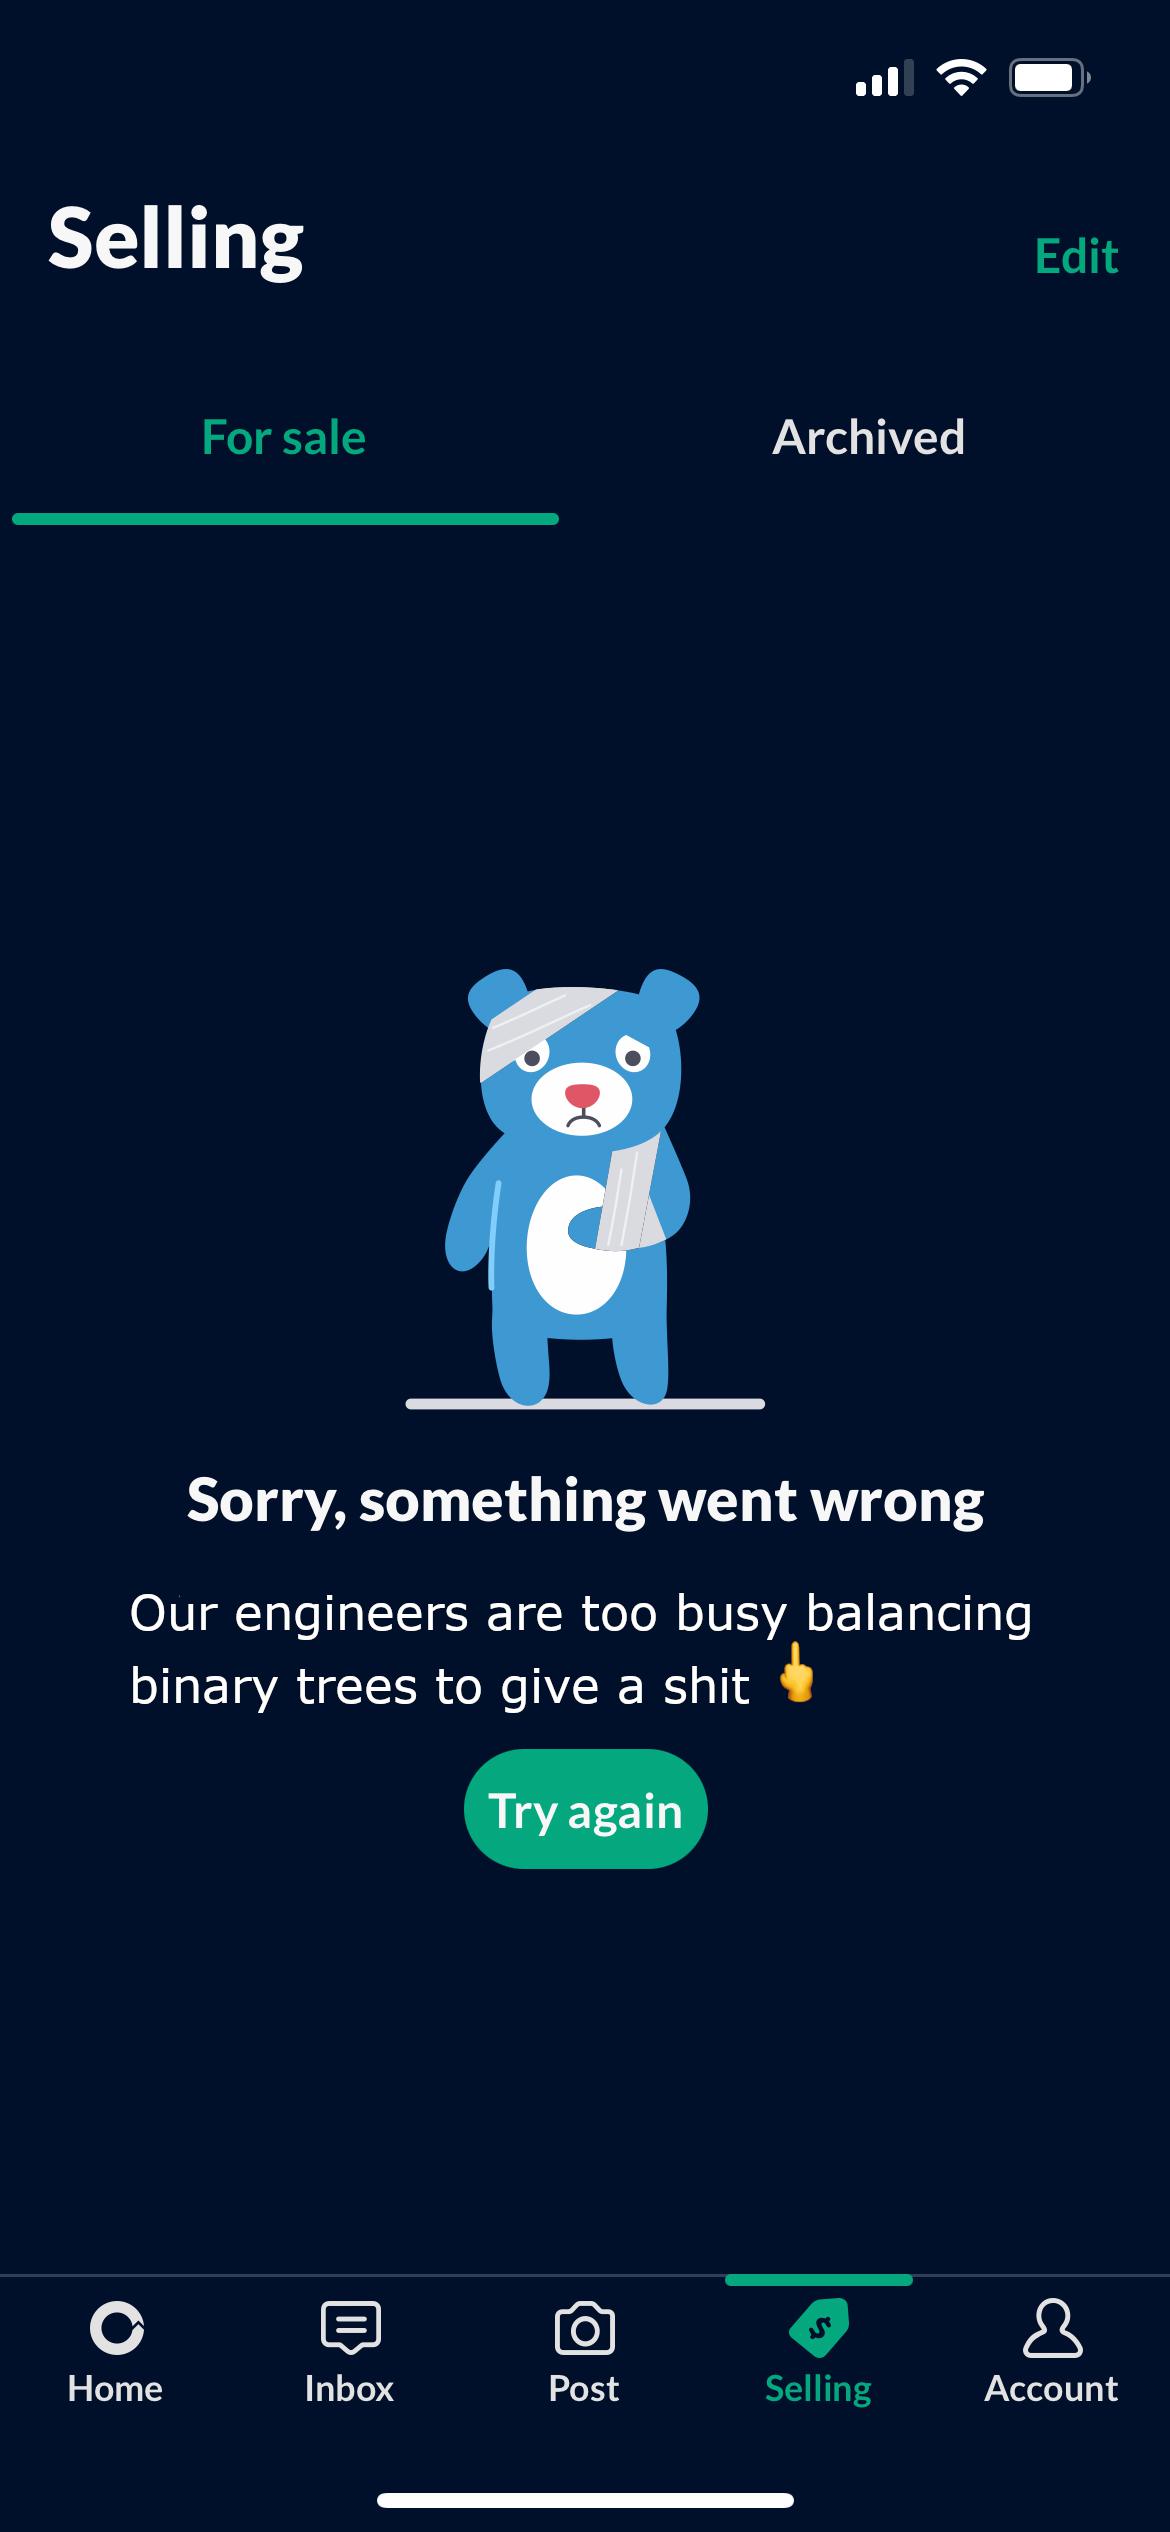 Selling
Edit
For sale
Archived
Sorry, something went wrong
Our engineers are too busy balancing
binary trees to give a shit 🖕
Try again
Home
Inbox
Post
Selling
Account